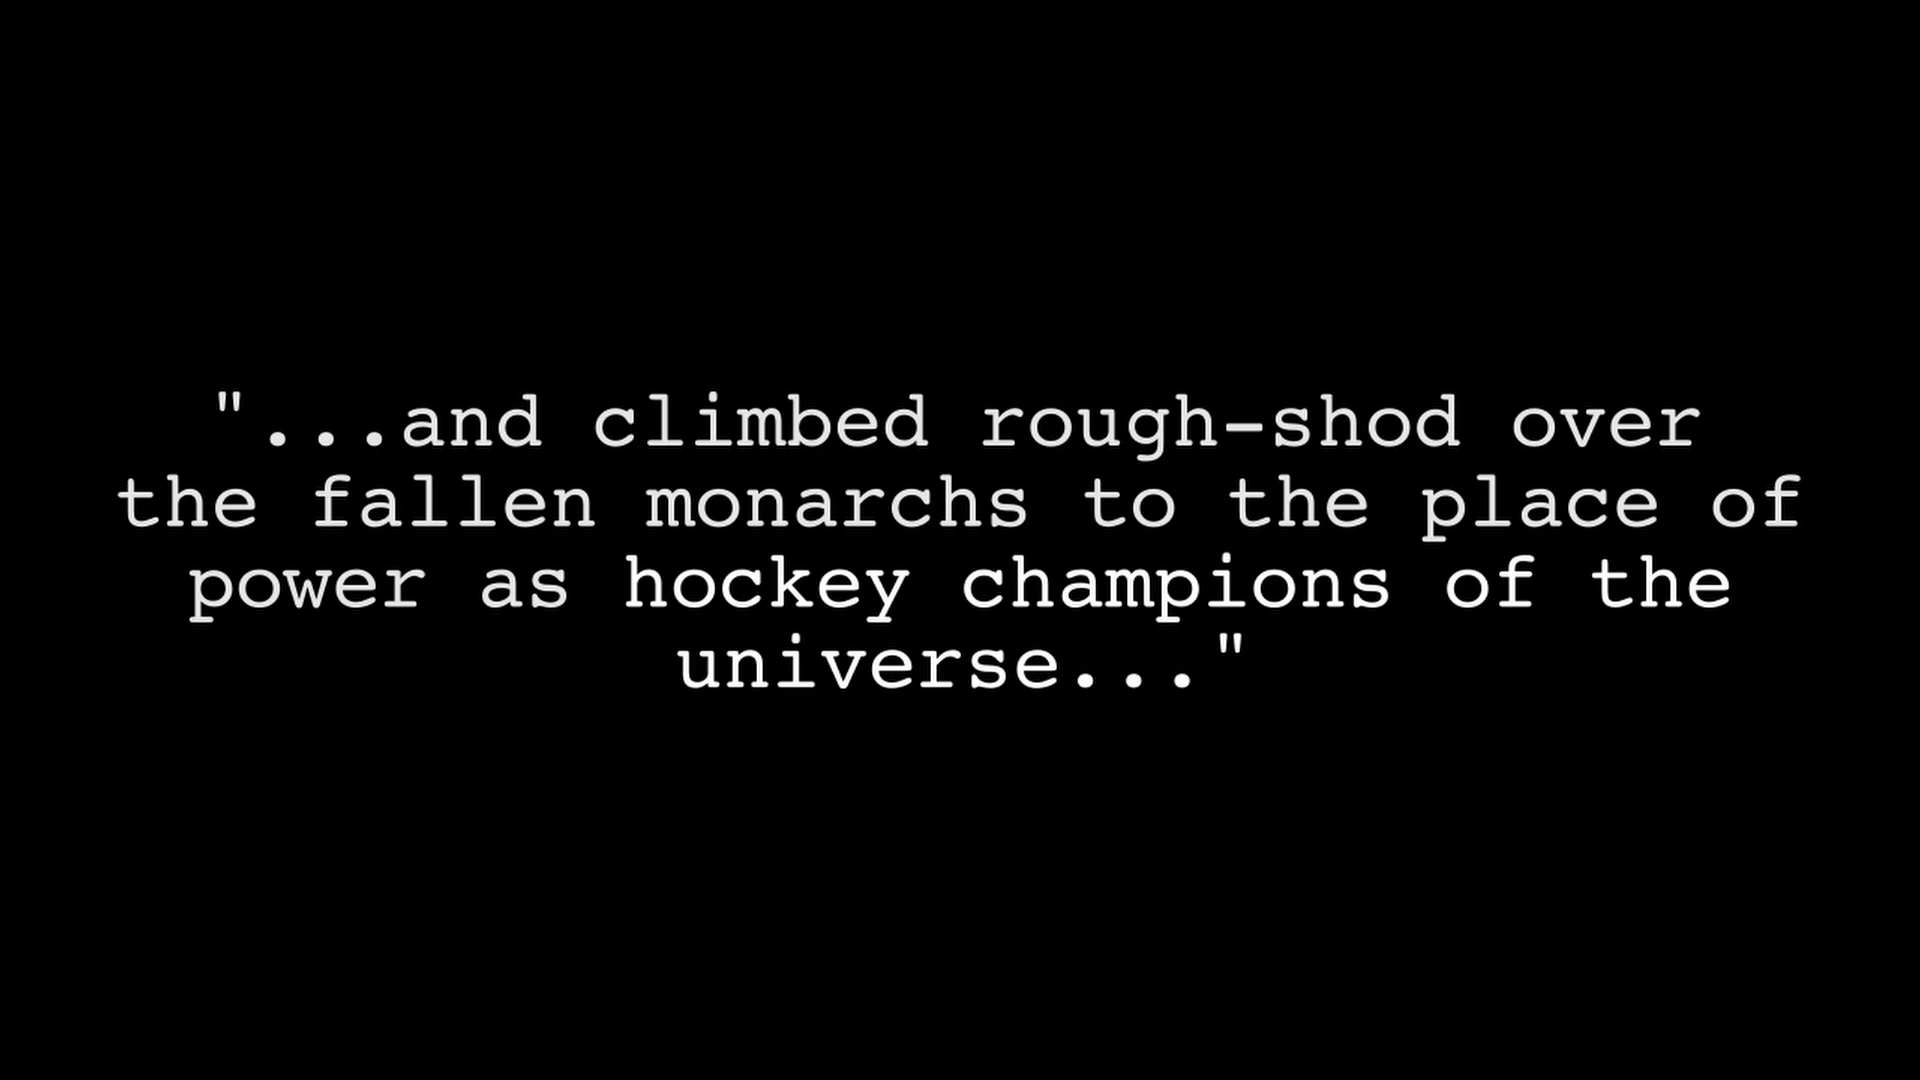 "...and climbed rough-shod over
the fallen monarchs to the place of
power as hockey champions of the
universe..."